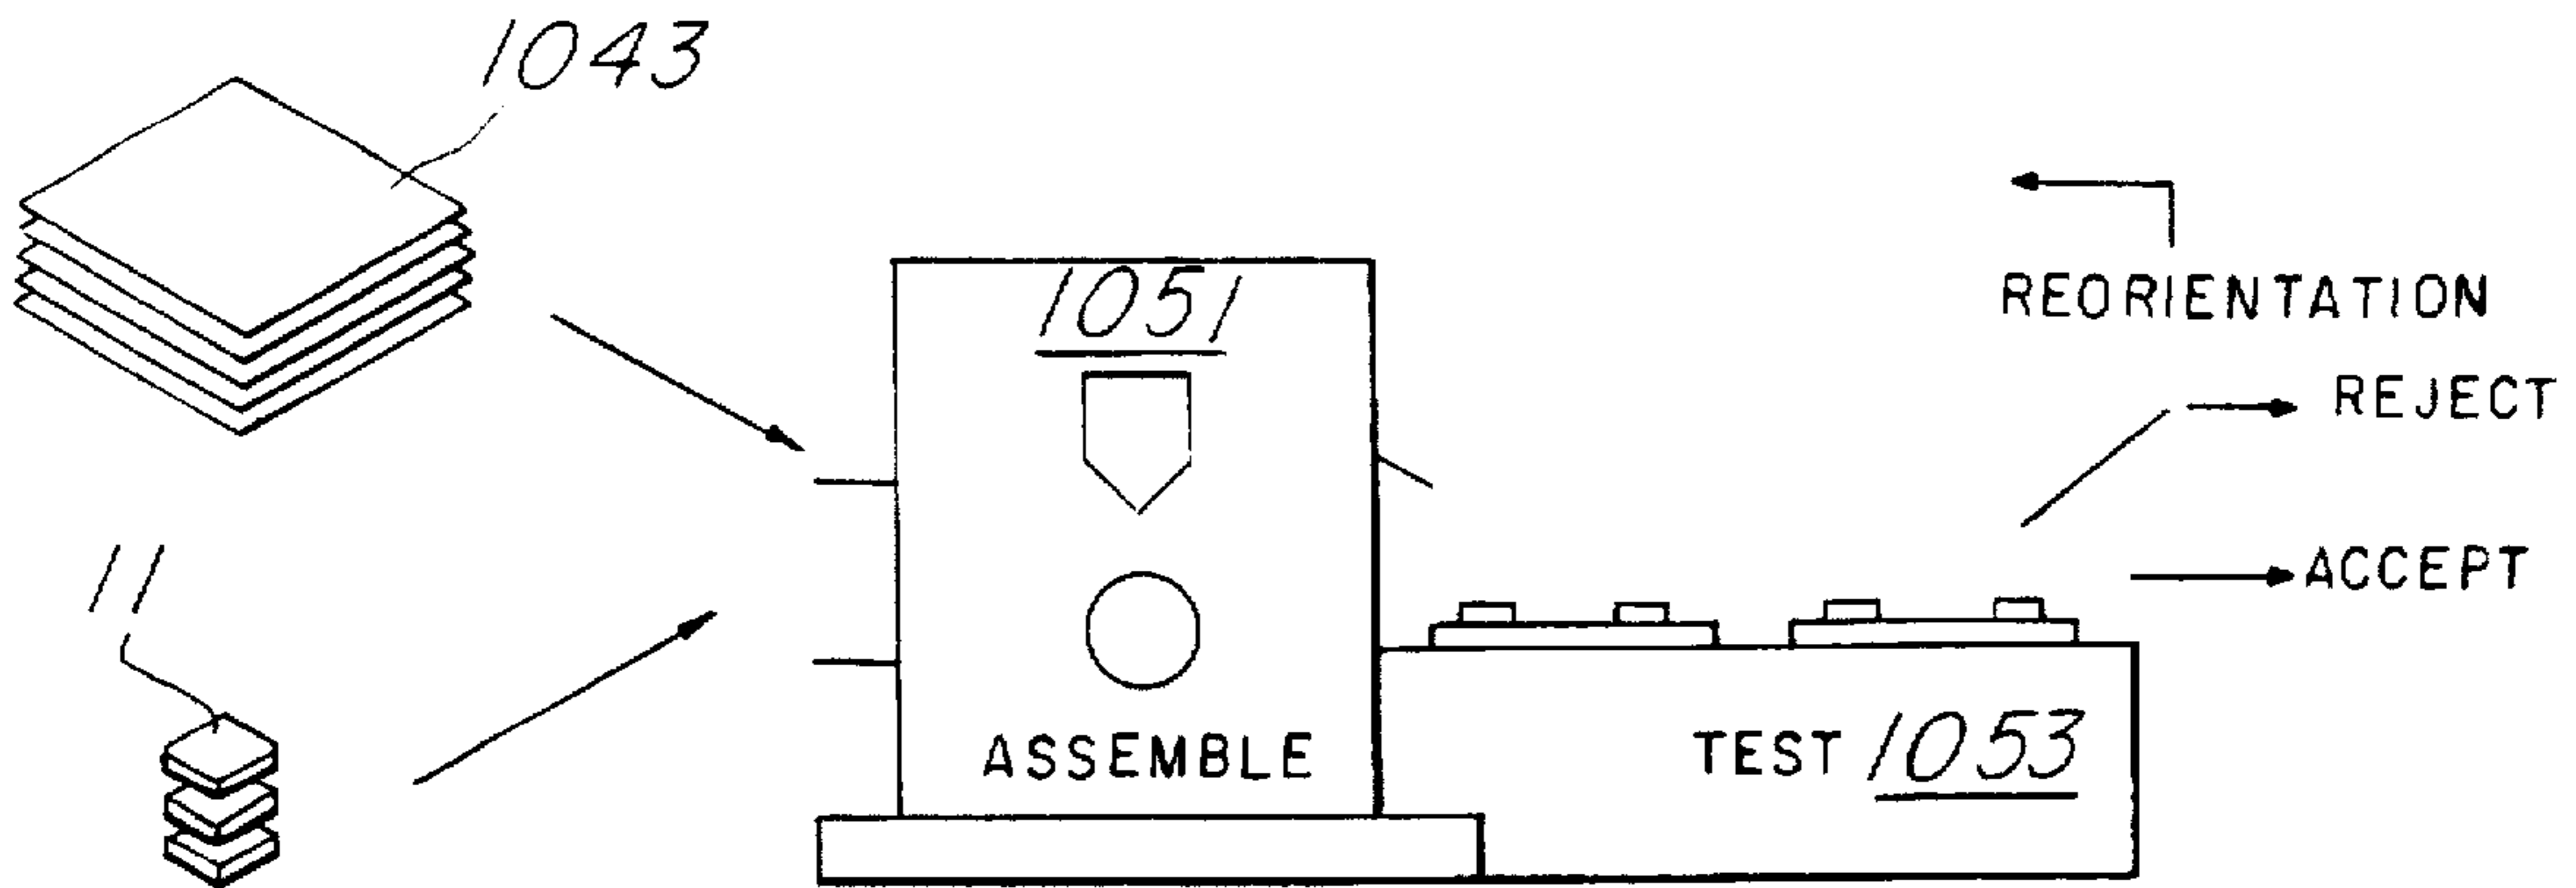 1043
1051
REORIENTATION
REJECT
11
ACCEPT
ASSEMBLE
TEST 1053